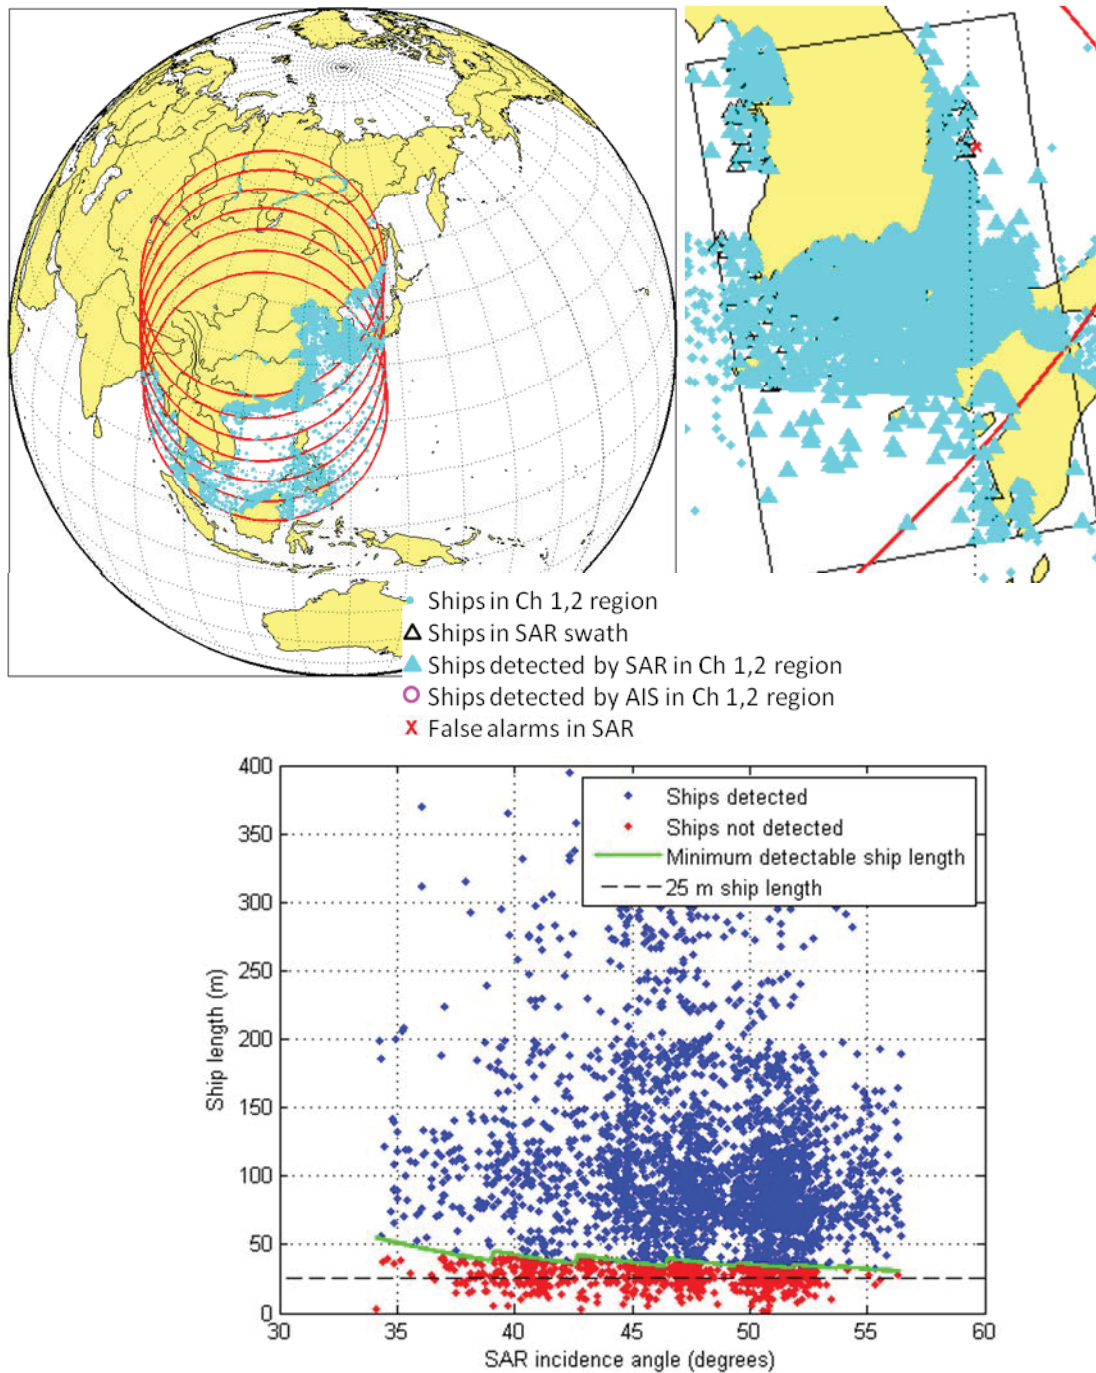 Ships in Ch 1,2 region
Ships in SAR swath
Ships detected by SAR in Ch 1,2 region
Ships detected by AIS in Ch 1,2 region
X False alarms in SAR
400
350
300
250
200
150
100
50
0
Ship length (m)
Ships detected
Ships not detected
Minimum detectable ship length
25 m ship length
30 35 40 45 50 55 60
SAR incidence angle (degrees)